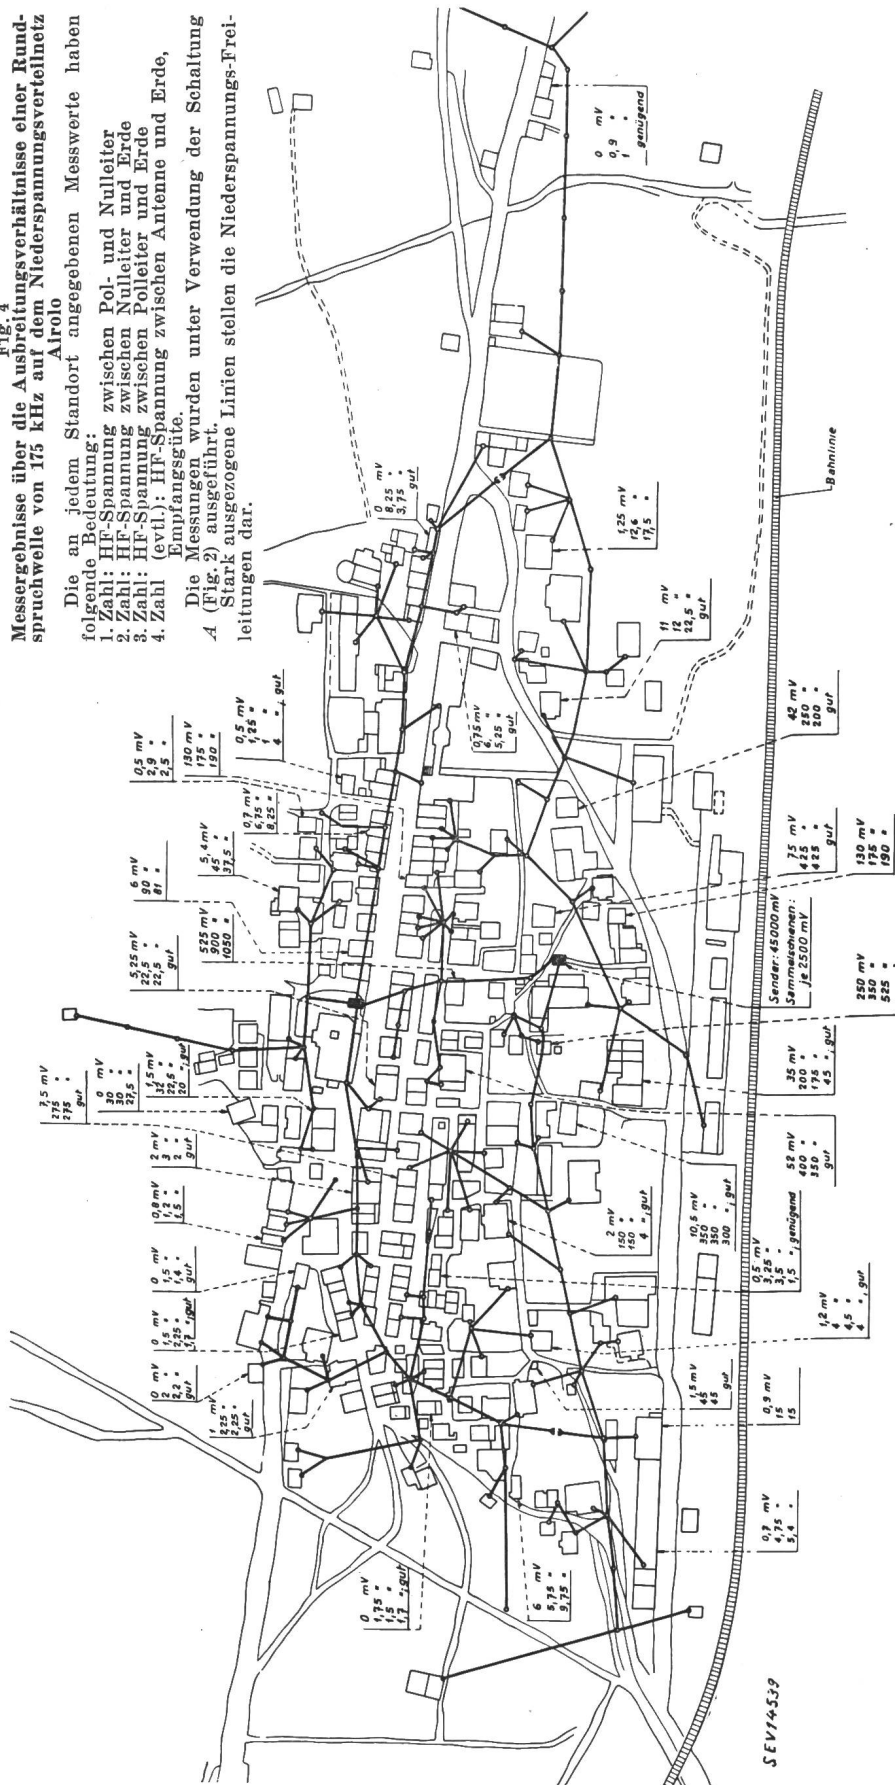 Fig. 4
Messergebnisse über die Ausbreitungsverhältnisse einer Rund-
spruchwelle von 175 kHz auf dem Niederspannungsverteilnetz
Airolo
Die an jedem Standort angegebenen Messwerte haben
folgende Bedeutung:
1. Zahl: HF-Spannung zwischen Pol- und Nulleiter
2. Zahl: HF-Spannung zwischen Nulleiter und Erde
3. Zahl: HF-Spannung zwischen Polleiter und Erde
4. Zahl (evtl.): HF-Spannung zwischen Antenne und Erde,
Empfangsgüte.
Die Messungen wurden unter Verwendung der Schaltung
A (Fig. 2) ausgeführt.
Stark ausgezogene Linien stellen die Niederspannungs-Frei-
leitungen dar.
7,5 mV
275 "
275 "
gut
0 mV
30 "
27,5 "
1,5 mV
32 "
22,5 "
20 ", gut
5,25 mV
22,5 "
22,5 "
gut
6 mV
90 "
81 "
0,5 mV
2,9 "
2,5 "
130 mV
175 "
190 "
0,5 mV
1,25 "
1 "
4 ", gut
0 mV
8,25 "
3,75 "
gut
0 mV
0,9 "
1 "
genügend
2 mV
3 "
2 "
gut
0,8 mV
1,2 "
1,5 "
0 mV
1,5 "
1,4 "
gut
0 mV
1,5 "
2,25 "
1,7 ", gut
0 mV
2 "
2,2 "
gut
1 mV
2,25 "
2,25 "
gut
525 mV
900 "
1050 "
5,4 mV
45 "
37,5 "
0,7 mV
6,75 "
8,25 "
0,75 mV
6 "
5,25 "
gut
1,25 mV
12,6 "
17,5 "
11 mV
12 "
22,5 "
gut
42 mV
250 "
200 "
gut
75 mV
425 "
425 "
gut
130 mV
175 "
190 "
Sender: 45000 mV
Sammelschienen:
je 2500 mV
250 mV
350 "
525 "
35 mV
200 "
175 "
45 ", gut
52 mV
400 "
350 "
gut
10,5 mV
350 "
350 "
300 ", gut
2 mV
150 "
150 "
4 ", gut
0,5 mV
3,25 "
3,5 "
1,5 ", genügend
1,2 mV
4 "
4,5 "
4 ", gut
1,5 mV
45 "
45 "
gut
0,9 mV
15 "
15 "
0,7 mV
4,75 "
5,4 "
0 mV
1,75 "
1,5 "
1,7 ", gut
6 mV
5,75 "
9,75 "
Bahnlinie
SEV14539